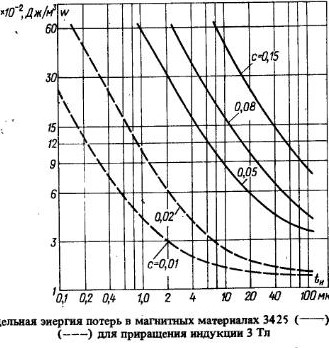 ×10⁻², Дж/м³ w
60
30
15
12
9
6
3
1
c=0,15
0,08
0,05
0,02
c=0,01
tи
0,1 0,2 0,4 1,0 2 4 10 20 40 100 мк
дельная энергия потерь в магнитных материалах 3425 (——)
(–––) для приращения индукции 3 Тл